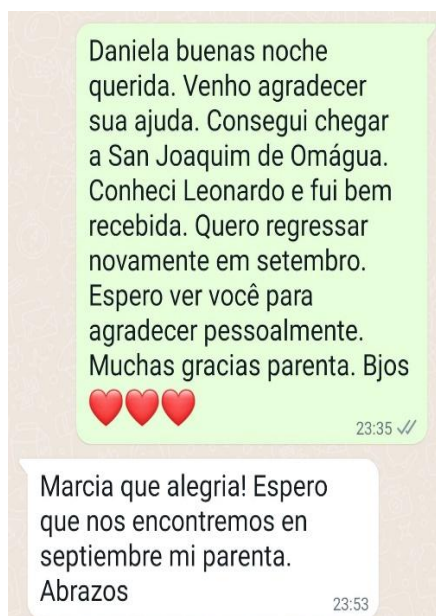 Daniela buenas noche
querida. Venho agradecer
sua ajuda. Consegui chegar
a San Joaquim de Omágua.
Conheci Leonardo e fui bem
recebida. Quero regressar
novamente em setembro.
Espero ver você para
agradecer pessoalmente.
Muchas gracias parenta. Bjos
❤️❤️❤️
23:35
Marcia que alegria! Espero
que nos encontremos en
septiembre mi parenta.
Abrazos
23:53